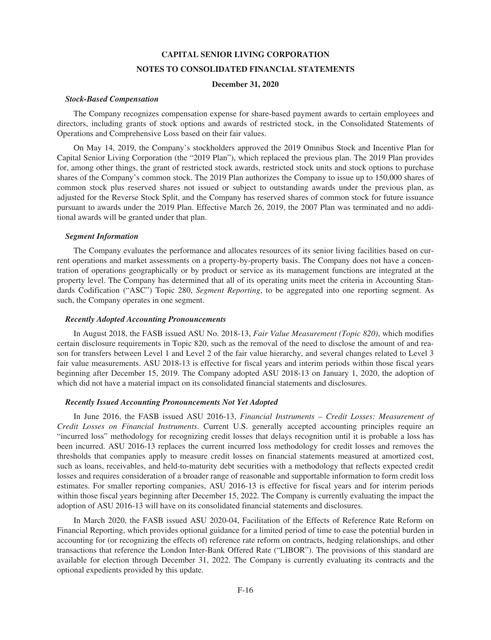 CAPITAL SENIOR LIVING CORPORATION
NOTES TO CONSOLIDATED FINANCIAL STATEMENTS
December 31, 2020
Stock-Based Compensation
The Company recognizes compensation expense for share-based payment awards to certain employees and
directors, including grants of stock options and awards of restricted stock, in the Consolidated Statements of
Operations and Comprehensive Loss based on their fair values.
On May 14, 2019, the Company's stockholders approved the 2019 Omnibus Stock and Incentive Plan for
Capital Senior Living Corporation (the "2019 Plan"), which replaced the previous plan. The 2019 Plan provides
for, among other things, the grant of restricted stock awards, restricted stock units and stock options to purchase
shares of the Company's common stock. The 2019 Plan authorizes the Company to issue up to 150,000 shares of
common stock plus reserved shares not issued or subject to outstanding awards under the previous plan, as
adjusted for the Reverse Stock Split, and the Company has reserved shares of common stock for future issuance
pursuant to awards under the 2019 Plan. Effective March 26, 2019, the 2007 Plan was terminated and no addi-
tional awards will be granted under that plan.
Segment Information
The Company evaluates the performance and allocates resources of its senior living facilities based on cur-
rent operations and market assessments on a property-by-property basis. The Company does not have a concen-
tration of operations geographically or by product or service as its management functions are integrated at the
property level. The Company has determined that all of its operating units meet the criteria in Accounting Stan-
dards Codification ("ASC") Topic 280, Segment Reporting, to be aggregated into one reporting segment. As
such, the Company operates in one segment.
Recently Adopted Accounting Pronouncements
In August 2018, the FASB issued ASU No. 2018-13, Fair Value Measurement (Topic 820), which modifies
certain disclosure requirements in Topic 820, such as the removal of the need to disclose the amount of and rea-
son for transfers between Level 1 and Level 2 of the fair value hierarchy, and several changes related to Level 3
fair value measurements. ASU 2018-13 is effective for fiscal years and interim periods within those fiscal years
beginning after December 15, 2019. The Company adopted ASU 2018-13 on January 1, 2020, the adoption of
which did not have a material impact on its consolidated financial statements and disclosures.
Recently Issued Accounting Pronouncements Not Yet Adopted
In June 2016, the FASB issued ASU 2016-13, Financial Instruments – Credit Losses: Measurement of
Credit Losses on Financial Instruments. Current U.S. generally accepted accounting principles require an
"incurred loss" methodology for recognizing credit losses that delays recognition until it is probable a loss has
been incurred. ASU 2016-13 replaces the current incurred loss methodology for credit losses and removes the
thresholds that companies apply to measure credit losses on financial statements measured at amortized cost,
such as loans, receivables, and held-to-maturity debt securities with a methodology that reflects expected credit
losses and requires consideration of a broader range of reasonable and supportable information to form credit loss
estimates. For smaller reporting companies, ASU 2016-13 is effective for fiscal years and for interim periods
within those fiscal years beginning after December 15, 2022. The Company is currently evaluating the impact the
adoption of ASU 2016-13 will have on its consolidated financial statements and disclosures.
In March 2020, the FASB issued ASU 2020-04, Facilitation of the Effects of Reference Rate Reform on
Financial Reporting, which provides optional guidance for a limited period of time to ease the potential burden in
accounting for (or recognizing the effects of) reference rate reform on contracts, hedging relationships, and other
transactions that reference the London Inter-Bank Offered Rate ("LIBOR"). The provisions of this standard are
available for election through December 31, 2022. The Company is currently evaluating its contracts and the
optional expedients provided by this update.
F-16